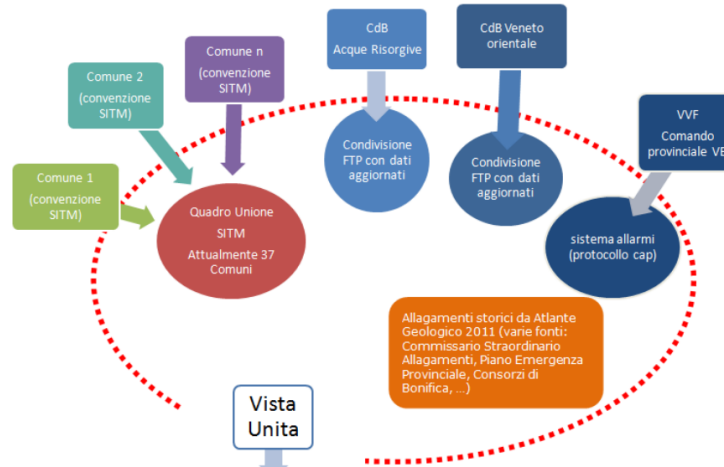 Comune n
(convenzione
SITM)
CdB
Acque Risorgive
CdB Veneto
orientale
Comune 2
(convenzione
SITM)
VVF
Comando
provinciale VE
Comune 1
(convenzione
SITM)
Condivisione
FTP con dati
aggiornati
Condivisione
FTP con dati
aggiornati
Quadro Unione
SITM
Attualmente 37
Comuni
sistema allarmi
(protocollo cap)
Allagamenti storici da Atlante
Geologico 2011 (varie fonti:
Commissario Straordinario
Allagamenti, Piano Emergenza
Provinciale, Consorzi di
Bonifica, ...)
Vista
Unita